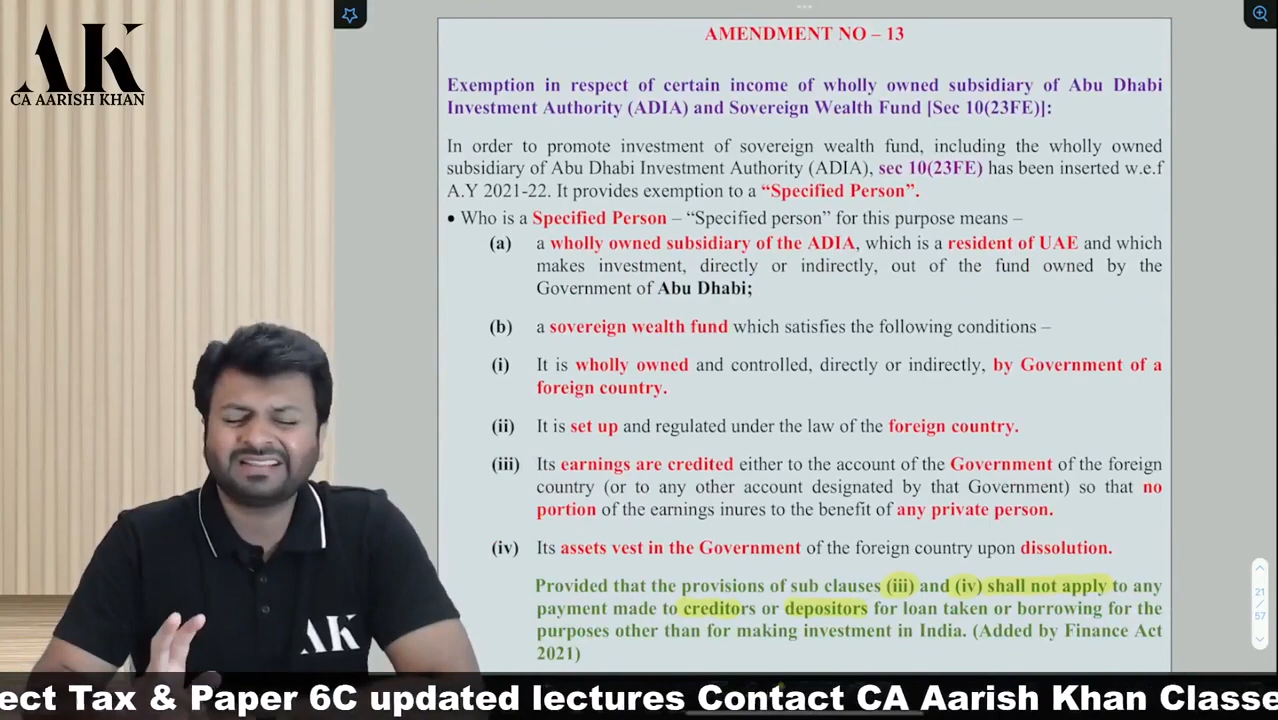 AK
CA AARISH KHAN
AMENDMENT NO – 13
Exemption in respect of certain income of wholly owned subsidiary of Abu Dhabi
Investment Authority (ADIA) and Sovereign Wealth Fund [Sec 10(23FE)]:
In order to promote investment of sovereign wealth fund, including the wholly owned
subsidiary of Abu Dhabi Investment Authority (ADIA), sec 10(23FE) has been inserted w.e.f
A.Y 2021-22. It provides exemption to a “Specified Person”.
• Who is a Specified Person – “Specified person” for this purpose means –
(a) a wholly owned subsidiary of the ADIA, which is a resident of UAE and which
makes investment, directly or indirectly, out of the fund owned by the
Government of Abu Dhabi;
(b) a sovereign wealth fund which satisfies the following conditions –
(i) It is wholly owned and controlled, directly or indirectly, by Government of a
foreign country.
(ii) It is set up and regulated under the law of the foreign country.
(iii) Its earnings are credited either to the account of the Government of the foreign
country (or to any other account designated by that Government) so that no
portion of the earnings inures to the benefit of any private person.
(iv) Its assets vest in the Government of the foreign country upon dissolution.
Provided that the provisions of sub clauses (iii) and (iv) shall not apply to any
payment made to creditors or depositors for loan taken or borrowing for the
purposes other than for making investment in India. (Added by Finance Act
2021)
21
57
AK
ect Tax & Paper 6C updated lectures Contact CA Aarish Khan Classe